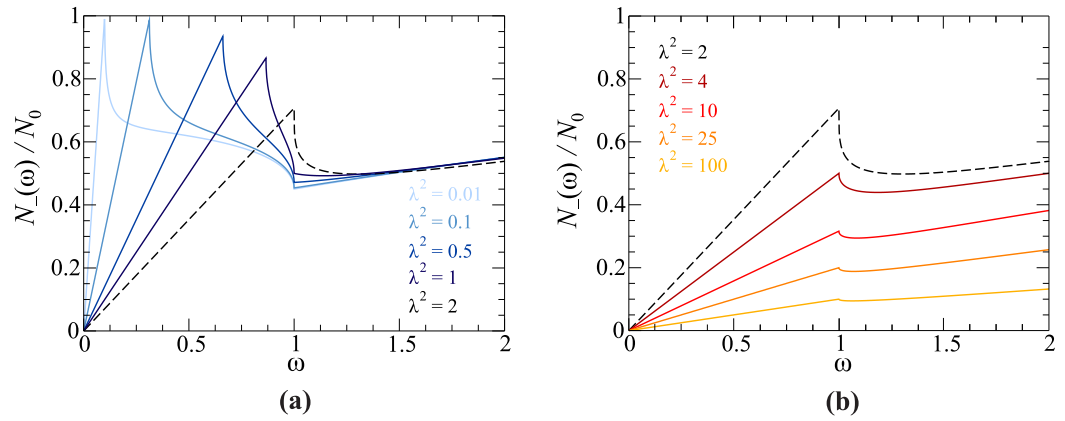 N_(ω) / N₀
1
0.8
0.6
0.4
0.2
0
λ² = 0.01
λ² = 0.1
λ² = 0.5
λ² = 1
λ² = 2
0
0.5
1
1.5
2
ω
(a)
N_(ω) / N₀
1
0.8
0.6
0.4
0.2
0
λ² = 2
λ² = 4
λ² = 10
λ² = 25
λ² = 100
0
0.5
1
1.5
2
ω
(b)